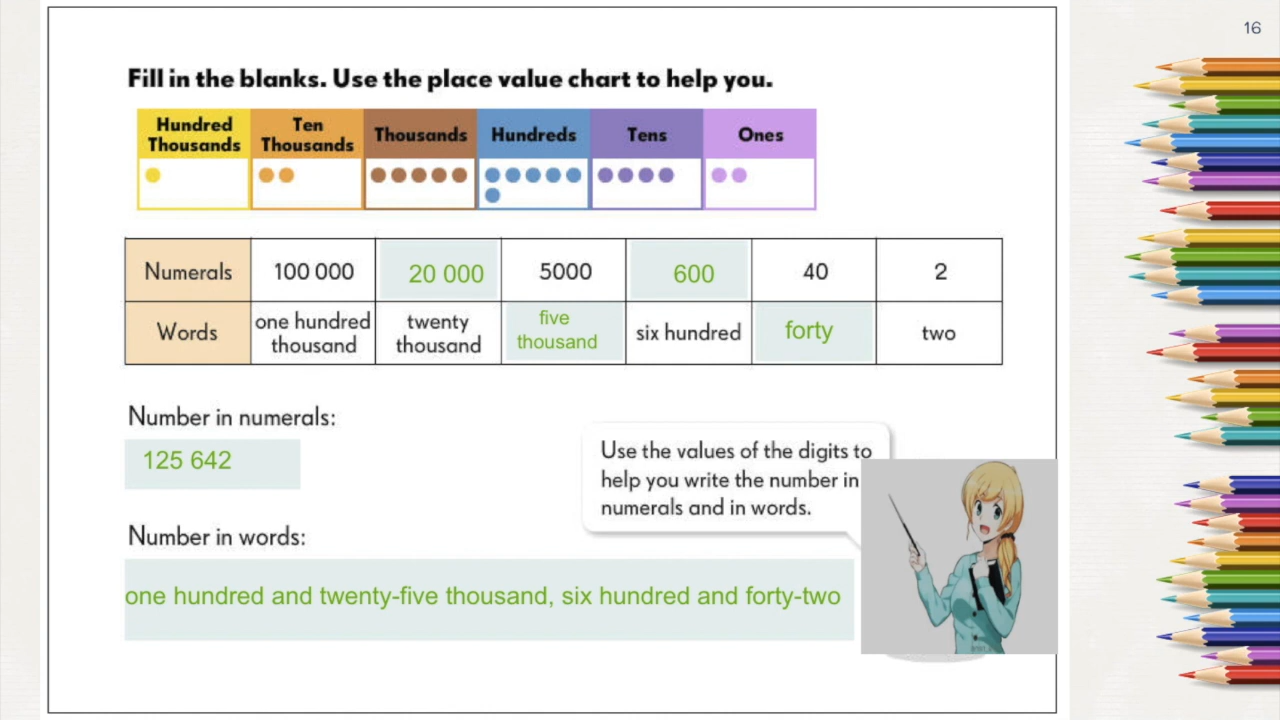 16
Fill in the blanks. Use the place value chart to help you.
Hundred Thousands Ten Thousands Thousands Hundreds Tens Ones
Numerals 100 000 20 000 5000 600 40 2
Words one hundred thousand twenty thousand five thousand six hundred forty two
Number in numerals:
125 642
Use the values of the digits to
help you write the number in
numerals and in words.
Number in words:
one hundred and twenty-five thousand, six hundred and forty-two